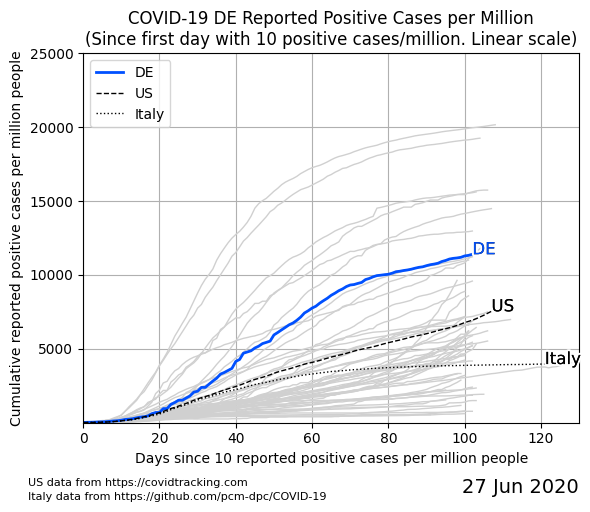 COVID-19 DE Reported Positive Cases per Million
(Since first day with 10 positive cases/million. Linear scale)
Cumulative reported positive cases per million people
25000
20000
15000
10000
5000
DE
US
Italy
DE
US
Italy
0
20
40
60
80
100
120
Days since 10 reported positive cases per million people
US data from https://covidtracking.com
Italy data from https://github.com/pcm-dpc/COVID-19
27 Jun 2020